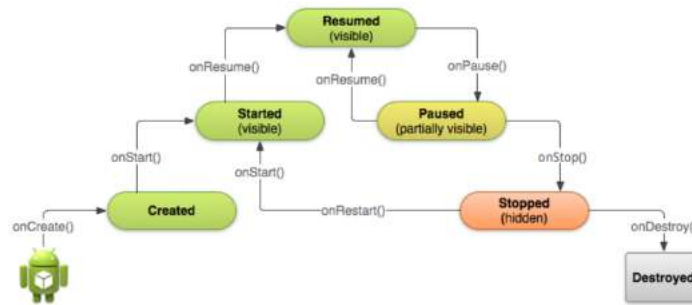 Resumed
(visible)
onResume()
onResume()
onPause()
Started
(visible)
Paused
(partially visible)
onStart()
onStart()
onStop()
Created
onRestart()
Stopped
(hidden)
onCreate()
onDestroy()
Destroyed